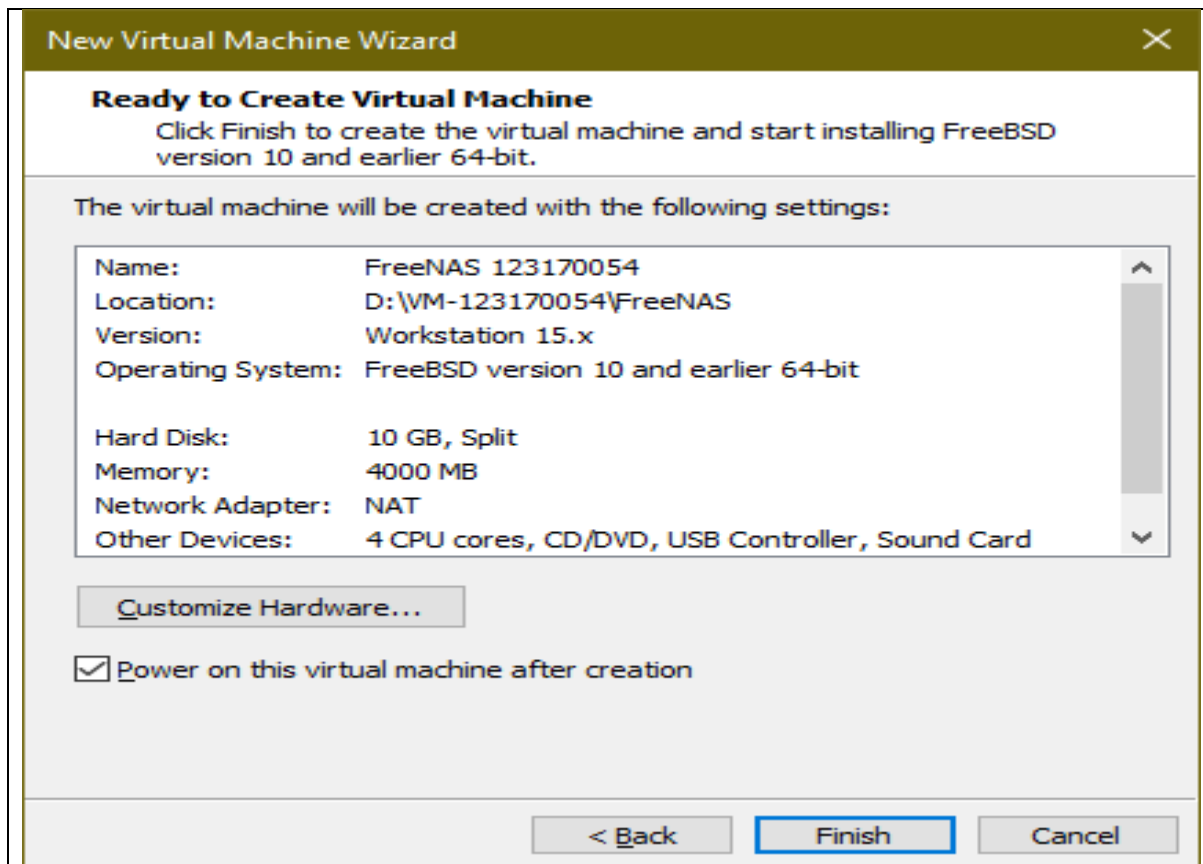 New Virtual Machine Wizard
Ready to Create Virtual Machine
Click Finish to create the virtual machine and start installing FreeBSD
version 10 and earlier 64-bit.
The virtual machine will be created with the following settings:
Name: FreeNAS 123170054
Location: D:\VM-123170054\FreeNAS
Version: Workstation 15.x
Operating System: FreeBSD version 10 and earlier 64-bit
Hard Disk: 10 GB, Split
Memory: 4000 MB
Network Adapter: NAT
Other Devices: 4 CPU cores, CD/DVD, USB Controller, Sound Card
Customize Hardware...
Power on this virtual machine after creation
< Back Finish Cancel